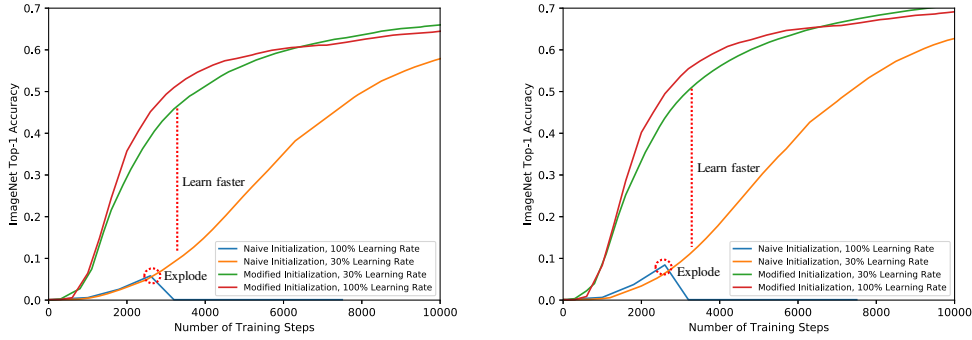 ImageNet Top-1 Accuracy
0.7
0.6
0.5
0.4
0.3
0.2
0.1
0.0
Learn faster
Explode
Naive Initialization, 100% Learning Rate
Naive Initialization, 30% Learning Rate
Modified Initialization, 30% Learning Rate
Modified Initialization, 100% Learning Rate
0 2000 4000 6000 8000 10000
Number of Training Steps
ImageNet Top-1 Accuracy
0.7
0.6
0.5
0.4
0.3
0.2
0.1
0.0
Learn faster
Explode
Naive Initialization, 100% Learning Rate
Naive Initialization, 30% Learning Rate
Modified Initialization, 30% Learning Rate
Modified Initialization, 100% Learning Rate
0 2000 4000 6000 8000 10000
Number of Training Steps